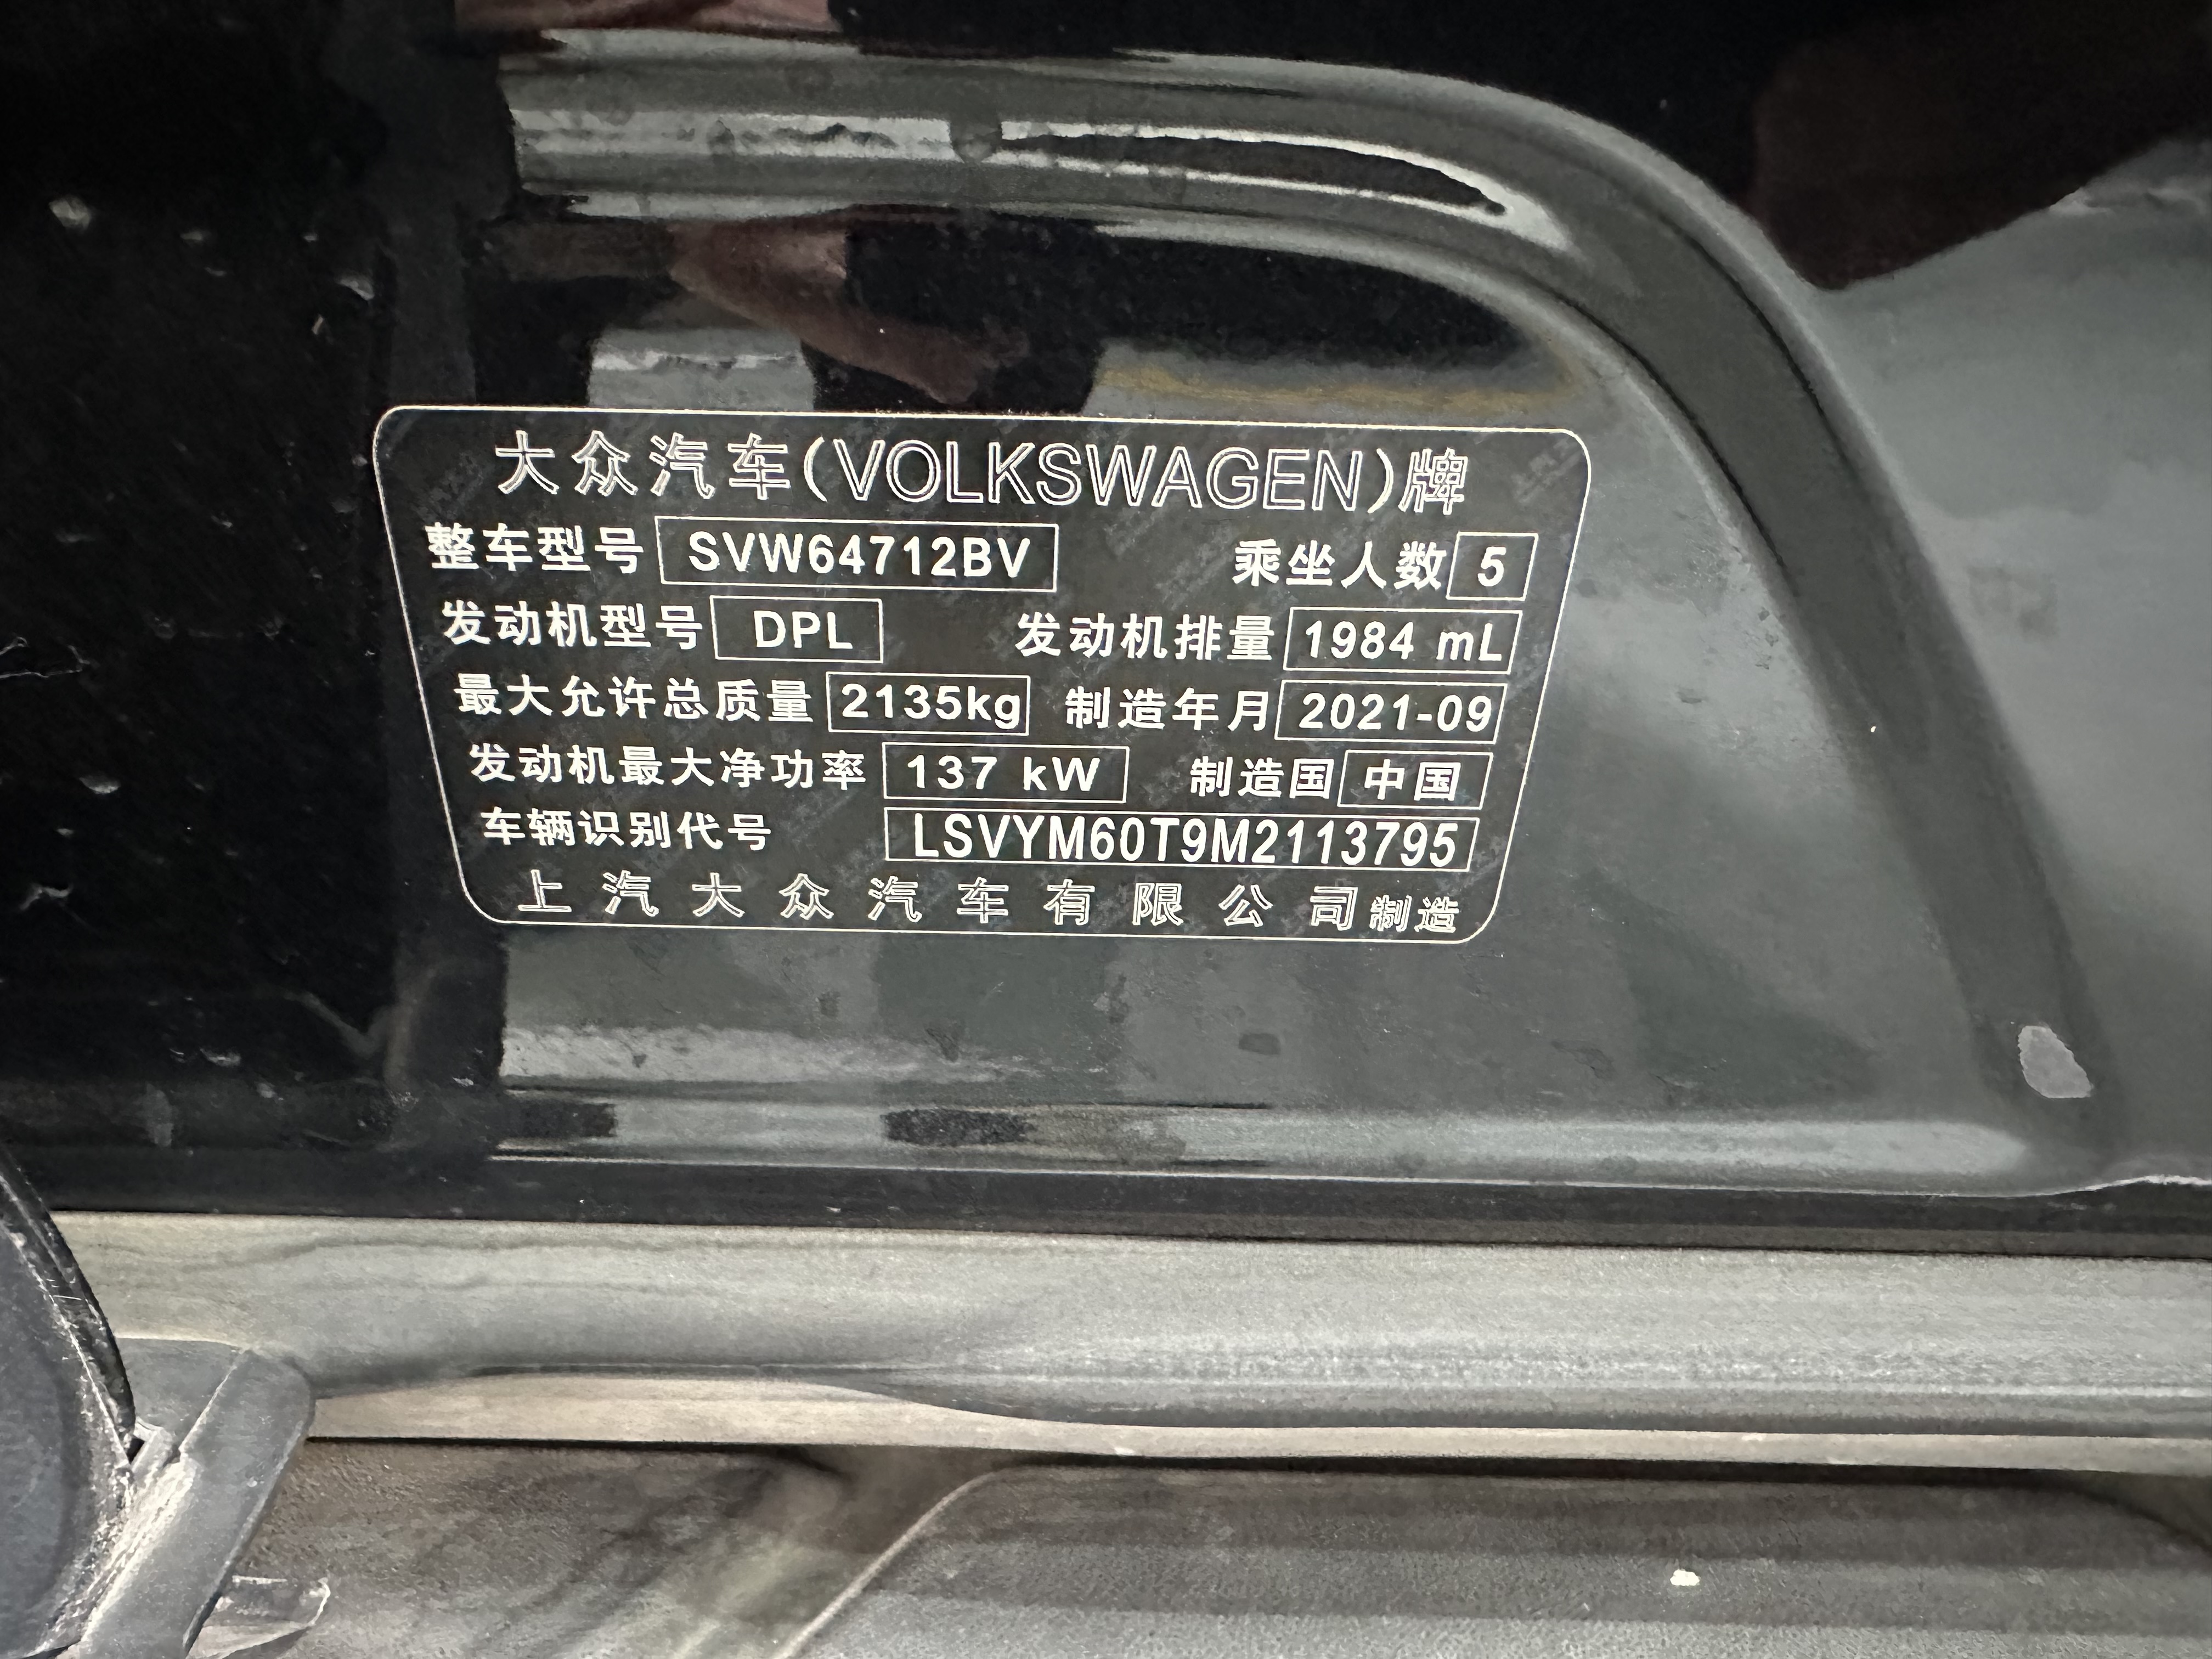 大众汽车(VOLKSWAGEN)牌
整车型号 SVW64712BV 乘坐人数 5
发动机型号 DPL 发动机排量 1984 mL
最大允许总质量 2135kg 制造年月 2021-09
发动机最大净功率 137 kW 制造国 中国
车辆识别代号 LSVYM60T9M2113795
上汽大众汽车有限公司制造